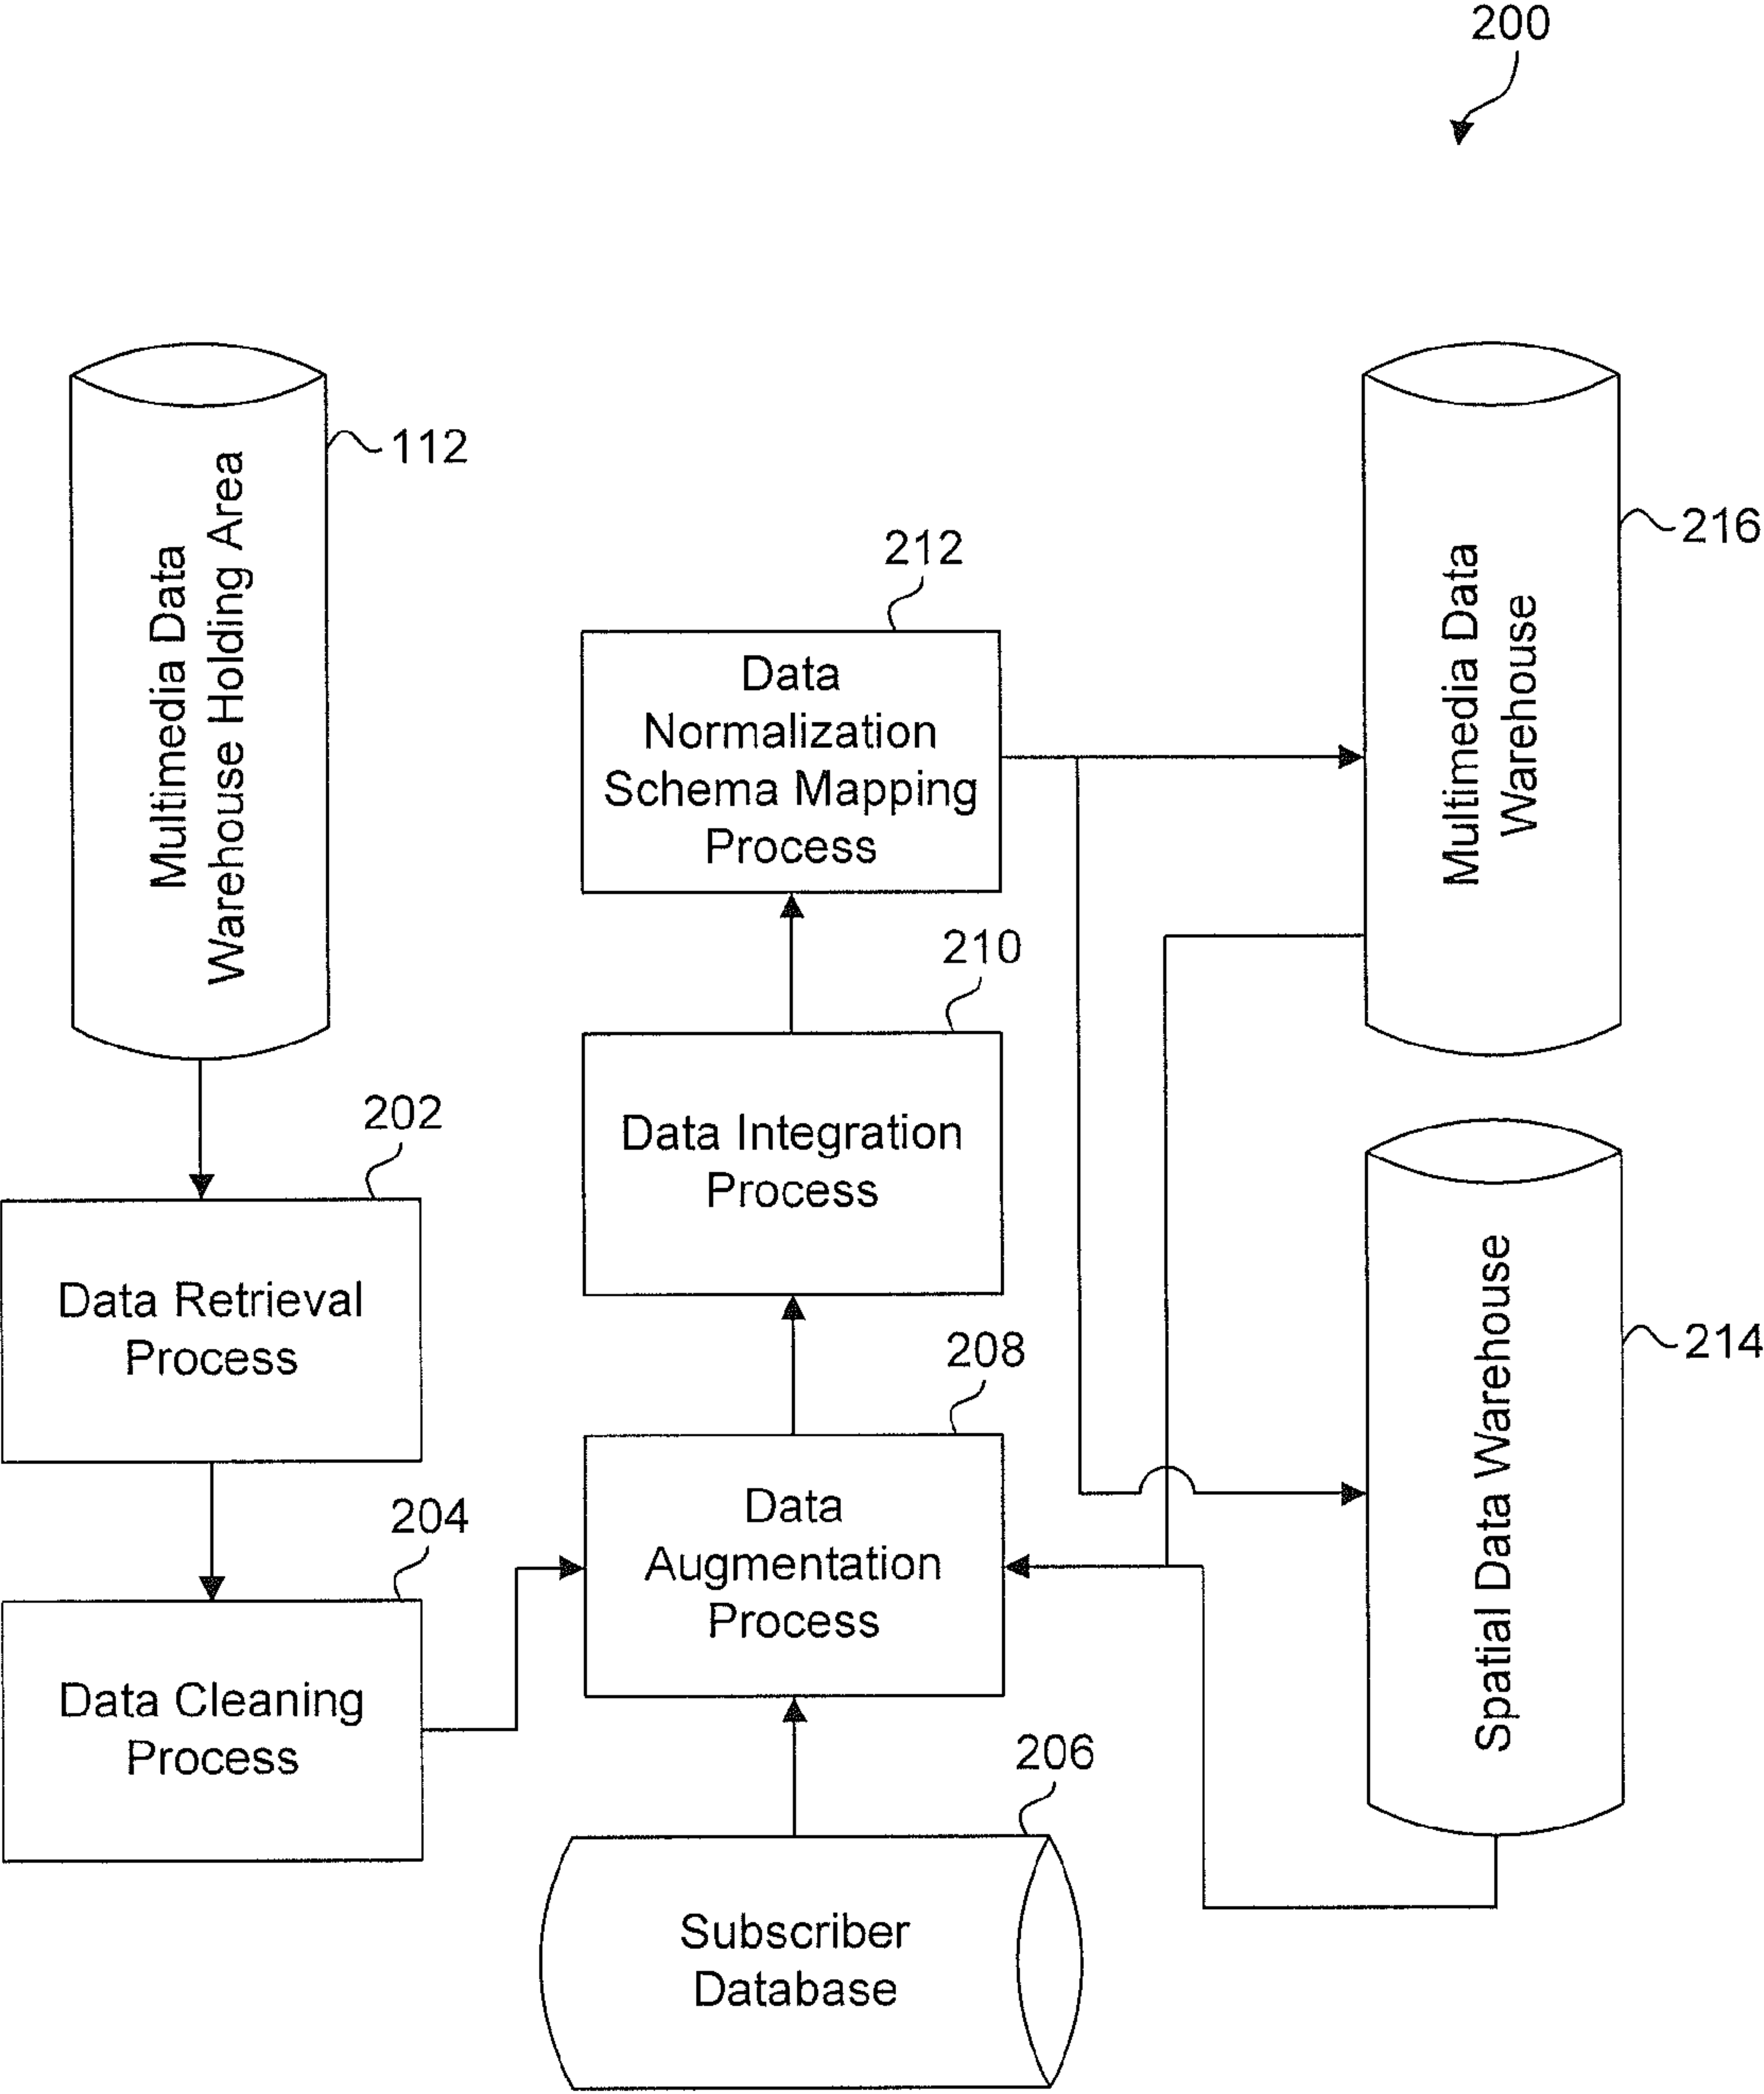 200
112
Multimedia Data
Warehouse Holding Area
216
Multimedia Data
Warehouse
212
Data
Normalization
Schema Mapping
Process
210
Data Integration
Process
202
Data Retrieval
Process
214
Spatial Data Warehouse
208
Data
Augmentation
Process
204
Data Cleaning
Process
206
Subscriber
Database